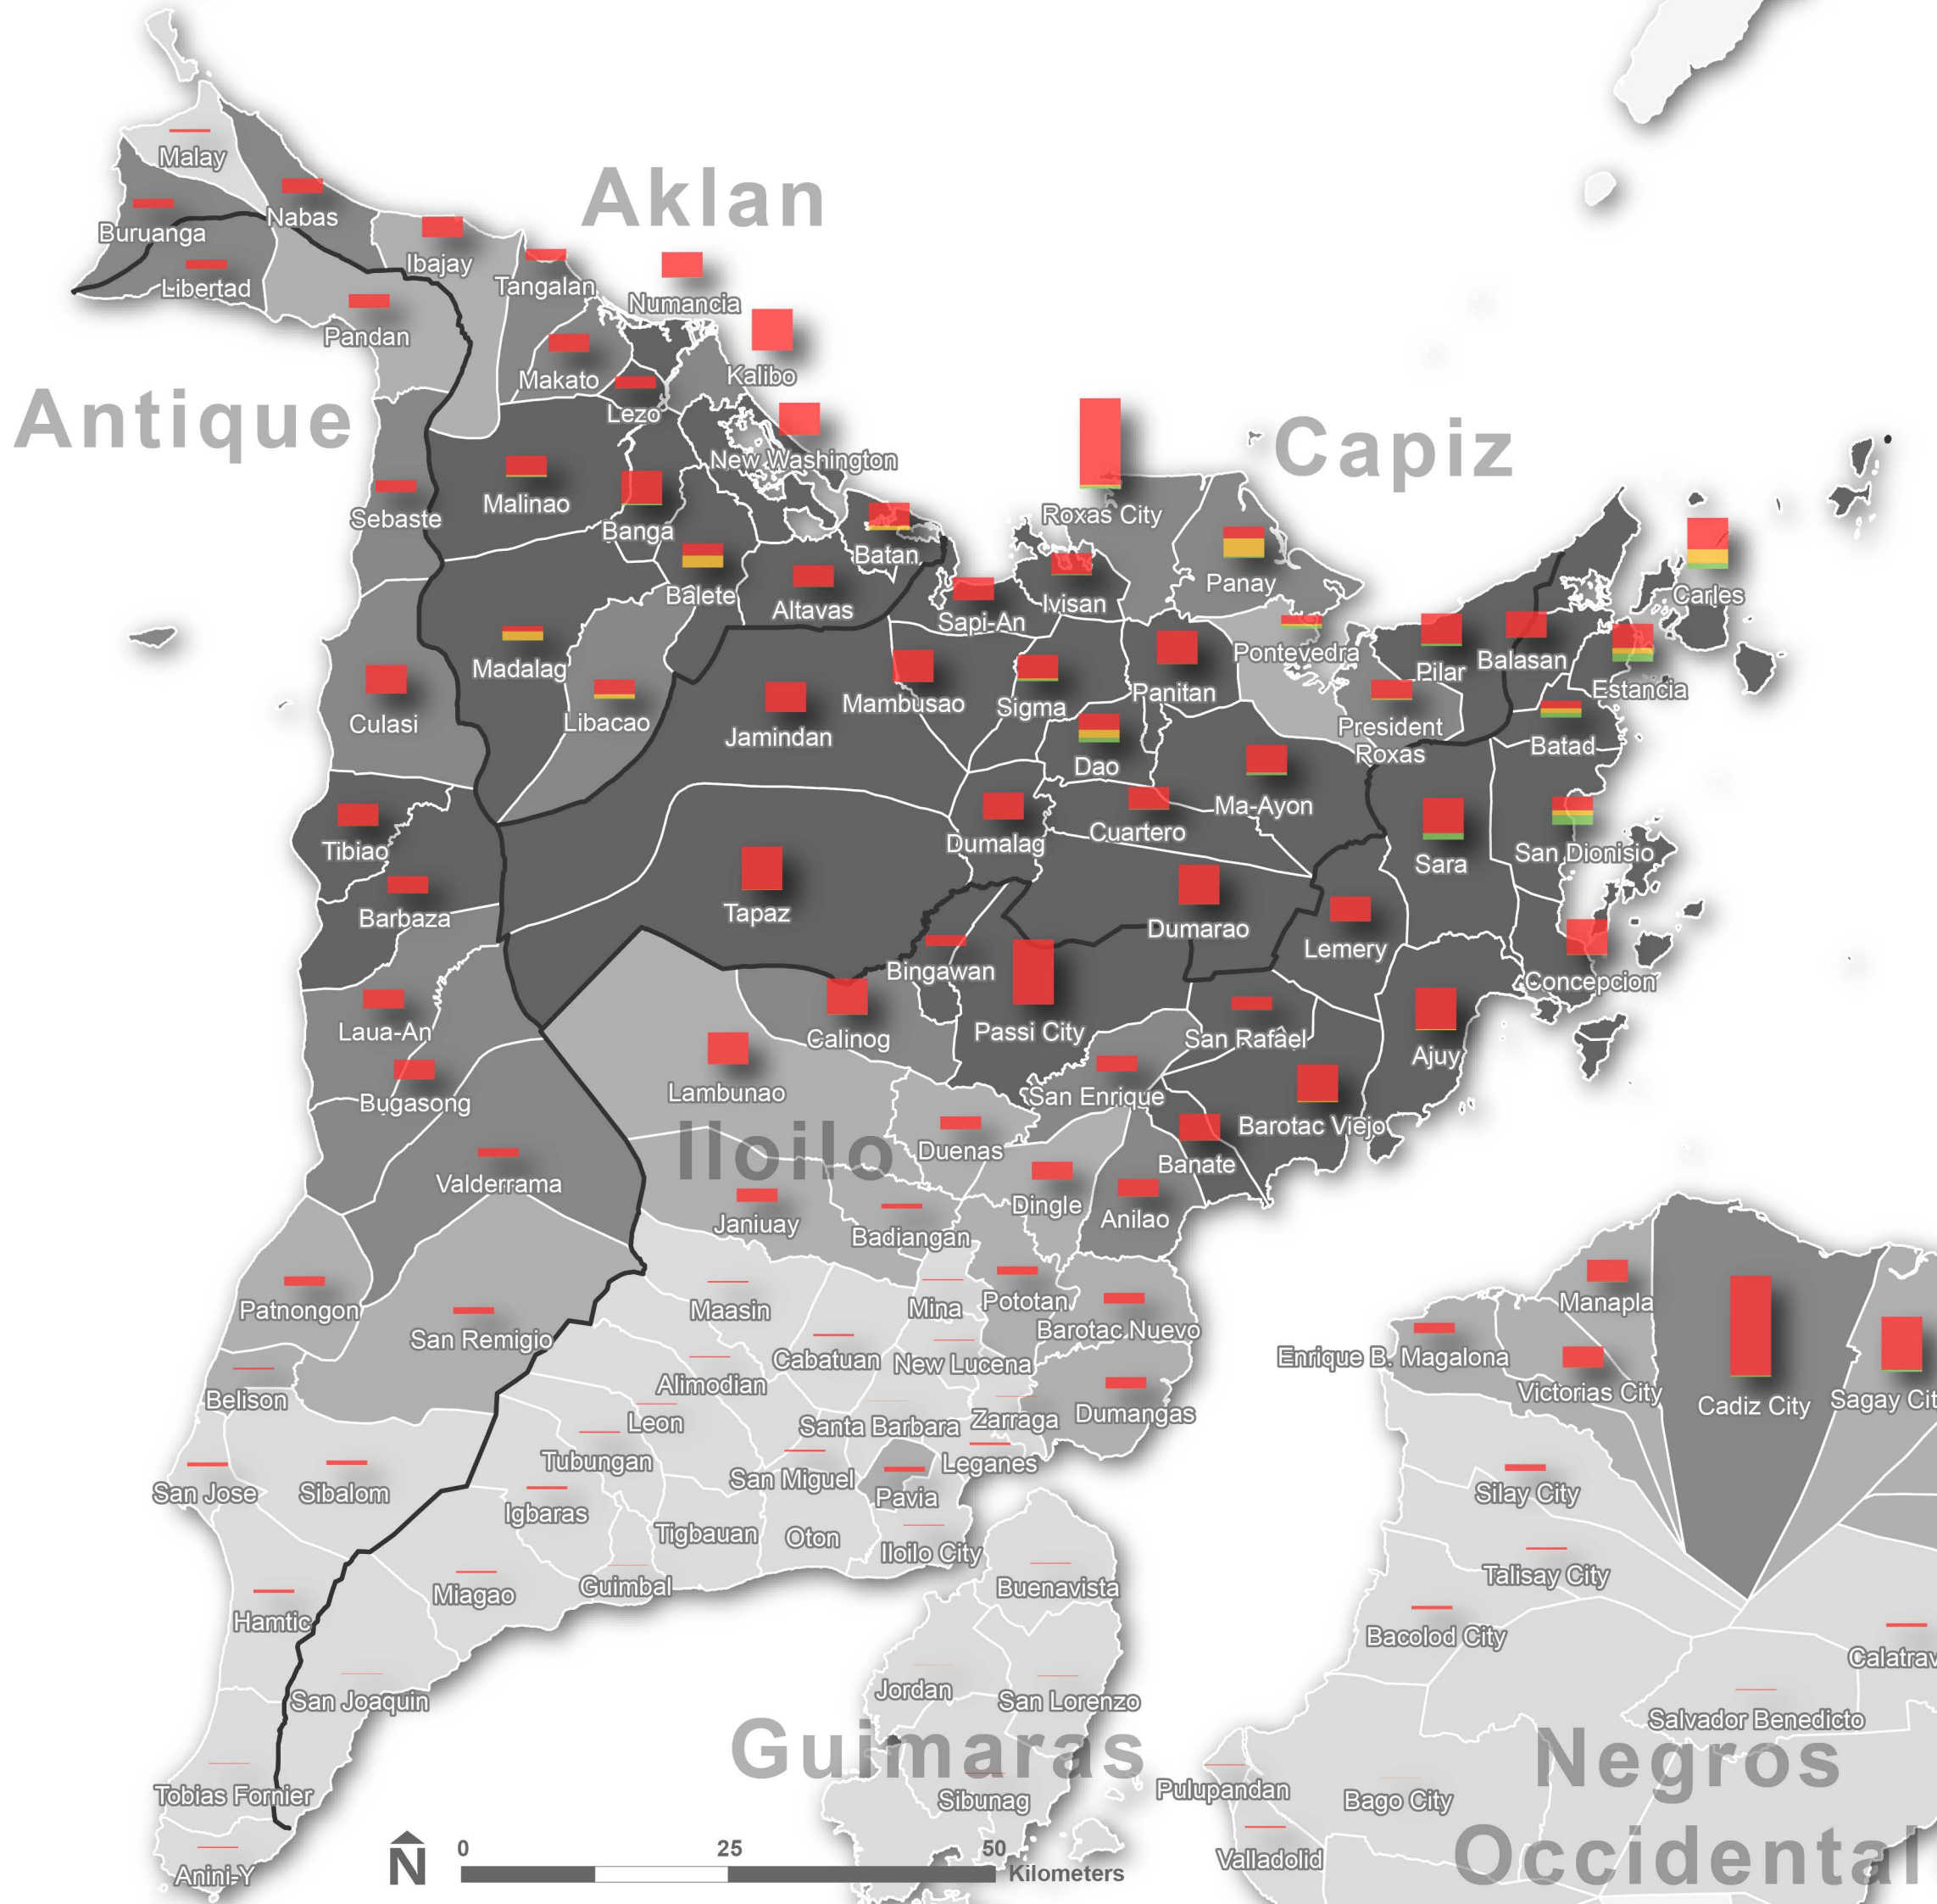 Malay
Aklan
Nabas
Buruanga
Ibajay
Libertad
Tangalan
Numancia
Pandan
Kalibo
Makato
Antique
Lezo
Capiz
New Washington
Malinao
Sebaste
Roxas City
Banga
Batan
Panay
Balete
Carles
Altavas
Ivisan
Sapi-An
Pontevedra
Balasan
Madalag
Pilar
Estancia
Panitan
Mambusao
Sigma
Libacao
Culasi
President
Roxas
Jamindan
Batad
Dao
Ma-Ayon
Cuartero
Dumalag
Tibiao
San Dionisio
Sara
Tapaz
Barbaza
Dumarao
Lemery
Bingawan
Concepcion
Laua-An
Passi City
Calinog
San Rafael
Ajuy
Lambunao
San Enrique
Bugasong
Barotac Viejo
Iloilo
Duenas
Banate
Valderrama
Dingle
Anilao
Janiuay
Badiangan
Patnongon
Maasin
Mina
Pototan
Manapla
San Remigio
Barotac Nuevo
Enrique B. Magalona
Cabatuan
New Lucena
Alimodian
Victorias City
Belison
Cadiz City
Sagay Cit
Leon
Santa Barbara
Zarraga
Dumangas
Tubungan
Leganes
San Miguel
San Jose
Sibalom
Pavia
Silay City
Igbaras
Tigbauan
Oton
Iloilo City
Talisay City
Guimbal
Buenavista
Miagao
Hamtic
Bacolod City
Calatrav
Jordan
San Joaquin
San Lorenzo
Salvador Benedicto
Guimaras
Negros
Occidental
Tobias Fornier
Sibunag
Pulupandan
Bago City
Valladolid
Anini-Y
N
0 25 50
Kilometers